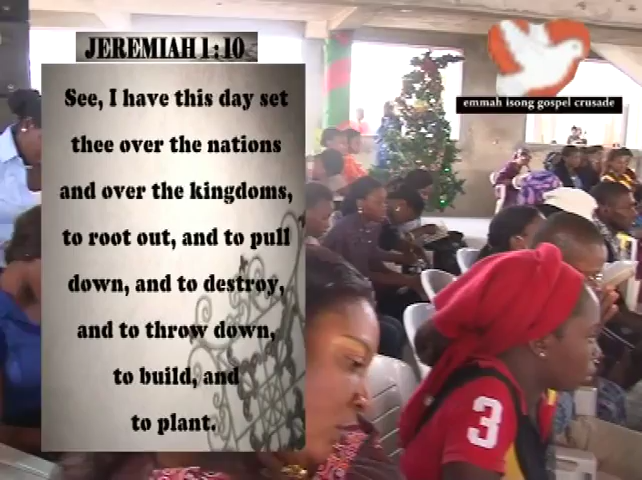 JEREMIAH 1:10
See, I have this day set
thee over the nations
and over the kingdoms,
to root out, and to pull
down, and to destroy,
and to throw down,
to build, and
to plant.
emmah isong gospel crusade
3